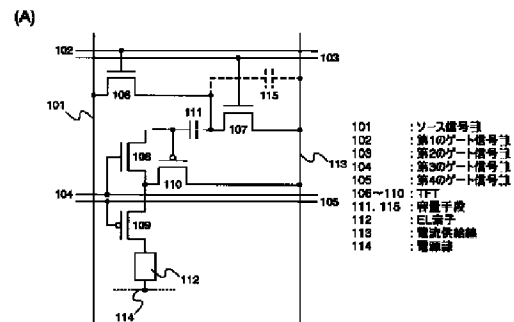 (A)
102
103
106
115
111
101
107
108
113
110
104
105
109
112
114
101 : ソース信号線
102 : 第1のゲート信号線
103 : 第2のゲート信号線
104 : 第3のゲート信号線
105 : 第4のゲート信号線
106~110 : TFT
111, 115 : 容量手段
112 : EL素子
113 : 電流供給線
114 : 電源線